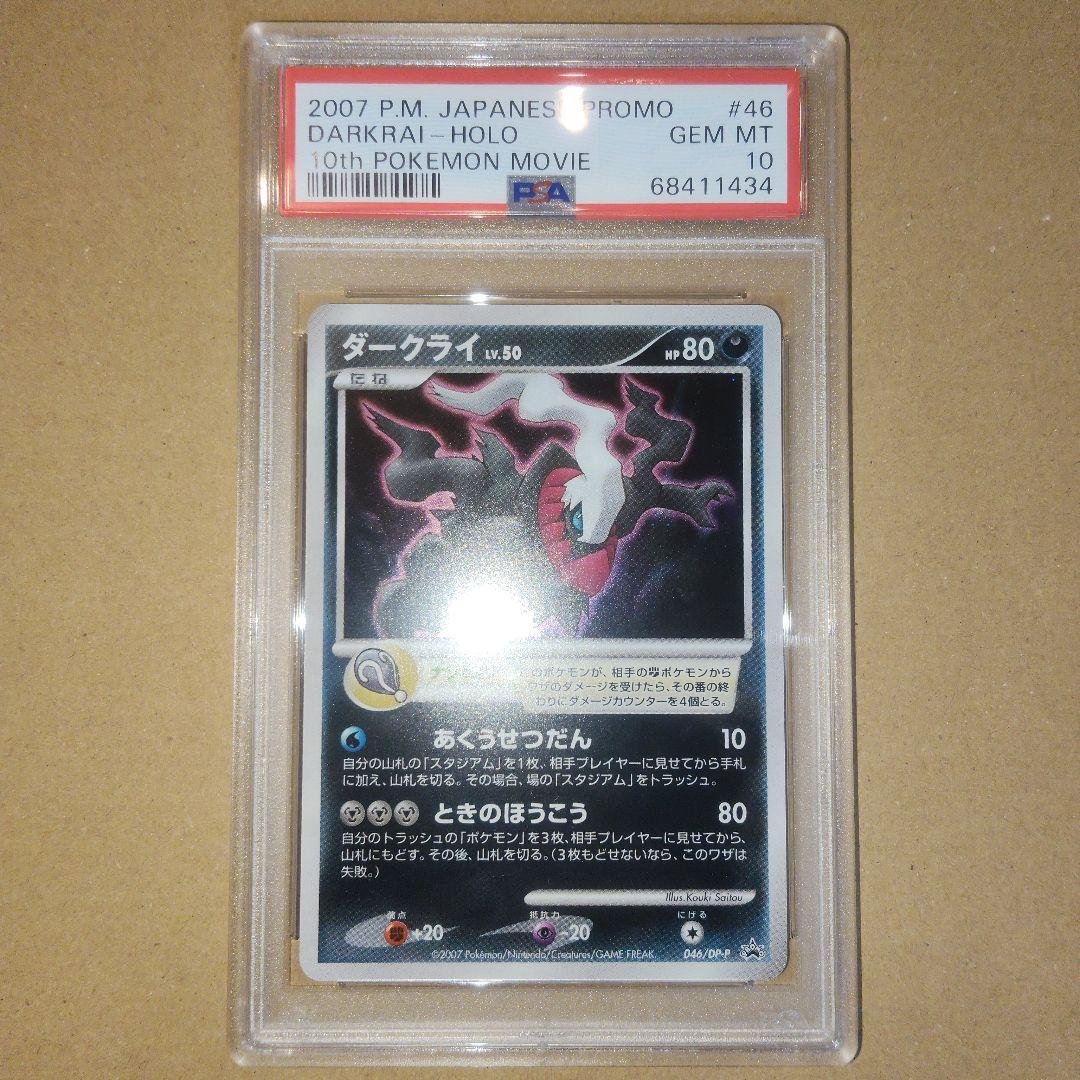 2007 P.M. JAPANESE PROMO #46
DARKRAI-HOLO GEM MT
10th POKEMON MOVIE 10
PSA 68411434
ダークライ LV.50 HP 80
たね
のポケモンが、相手の ポケモンから
ワザのダメージを受けたら、その番の終
わりにダメージカウンターを4個とる。
あくうせつだん 10
自分の山札の「スタジアム」を1枚、相手プレイヤーに見せてから手札
に加え、山札を切る。その場合、場の「スタジアム」をトラッシュ。
ときのほうこう 80
自分のトラッシュの「ポケモン」を3枚、相手プレイヤーに見せてから、
山札にもどす。その後、山札を切る。(3枚もどせないなら、このワザは
失敗。)
Illus. Kouki Saitou
弱点 抵抗力 にげる
+20 -20
©2007 Pokémon/Nintendo/Creatures/GAME FREAK. 046/DP-P